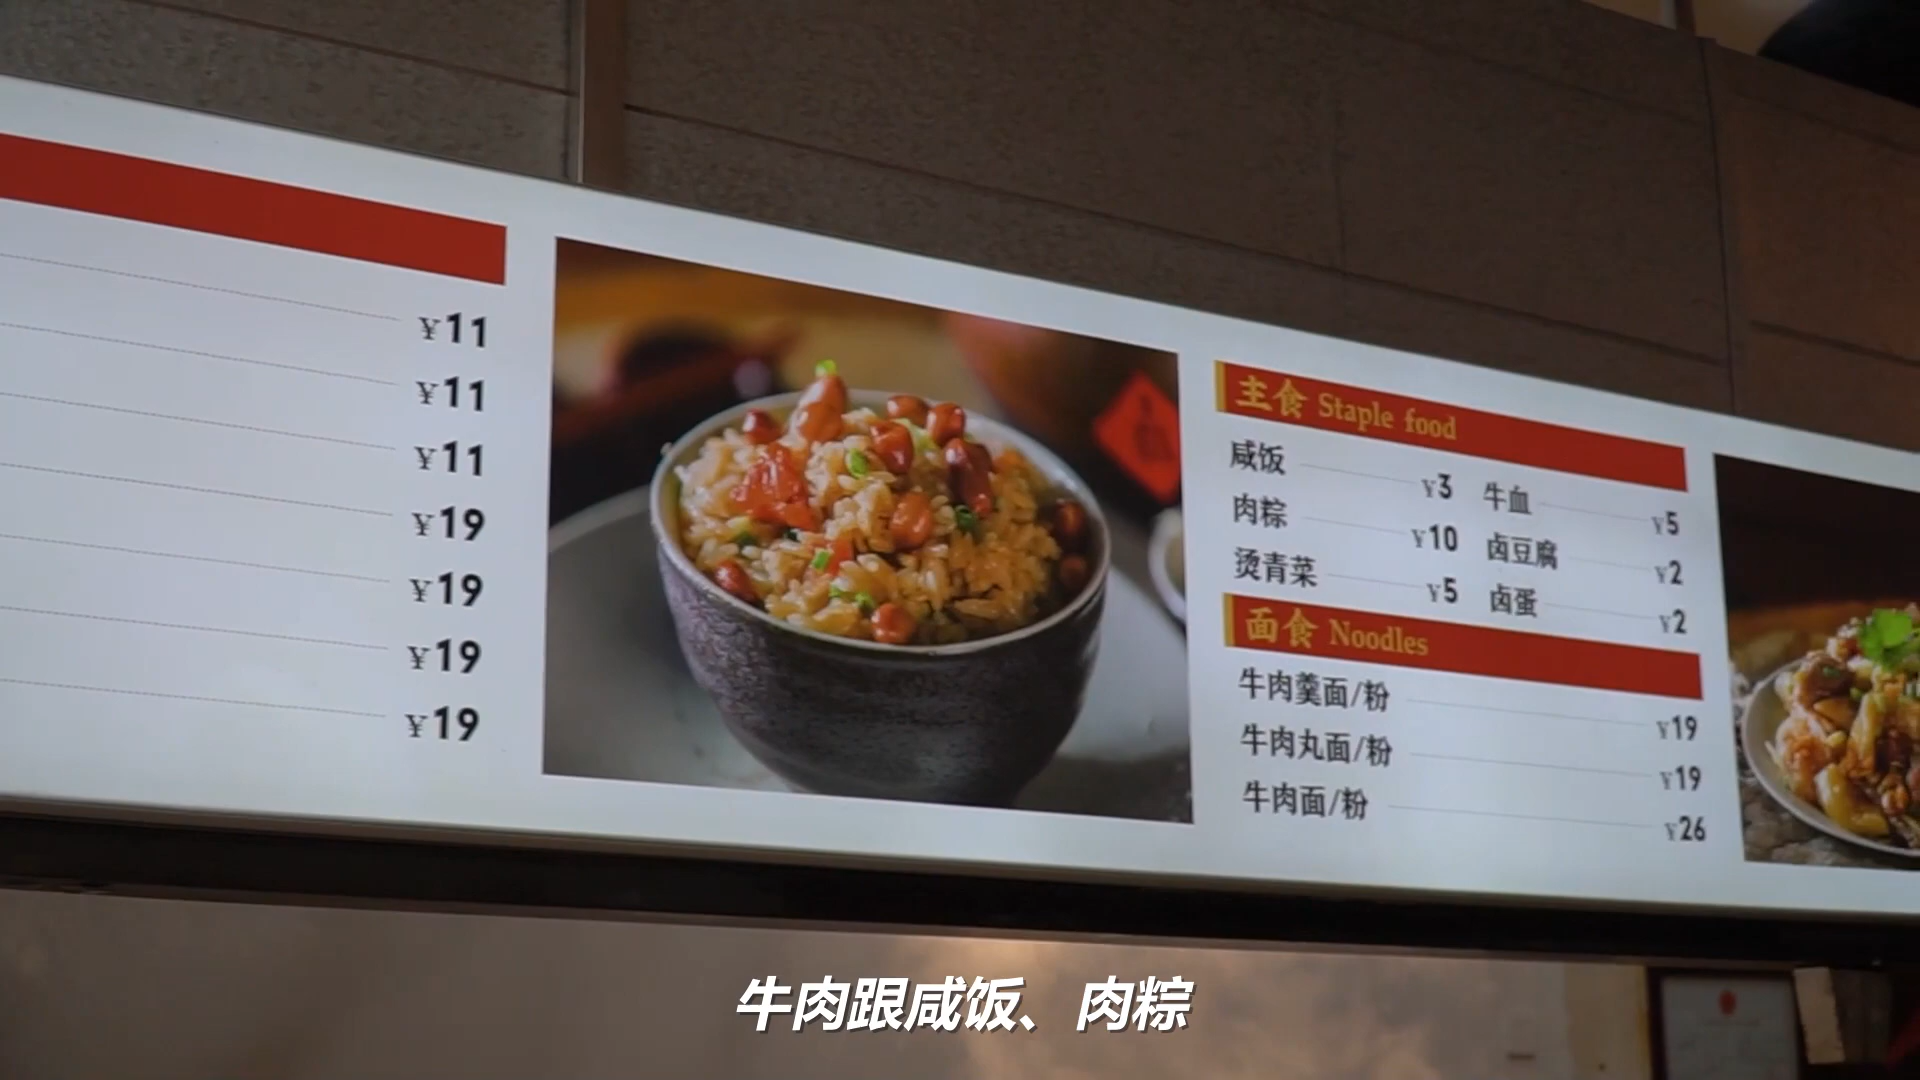 ¥11
¥11
¥11
¥19
¥19
¥19
¥19
主食 Staple food
咸饭 ¥3 牛血 ¥5
肉粽 ¥10 卤豆腐 ¥2
烫青菜 ¥5 卤蛋 ¥2
面食 Noodles
牛肉羹面/粉 ¥19
牛肉丸面/粉 ¥19
牛肉面/粉 ¥26
牛肉跟咸饭、肉粽